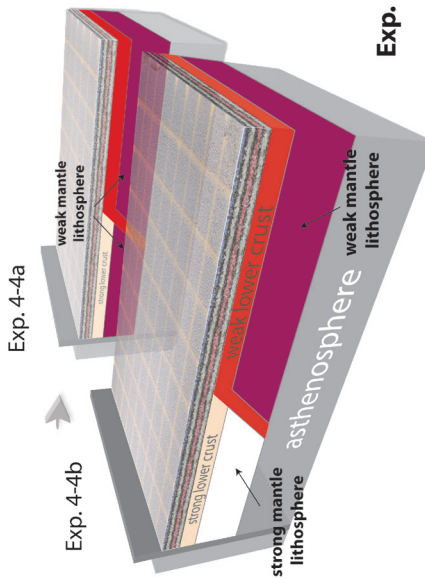 Exp. 4-4a
weak mantle
lithosphere
strong lower crust
Exp. 4-4b
strong lower crust
weak lower crust
strong mantle
lithosphere
asthenosphere
weak mantle
lithosphere
Exp.